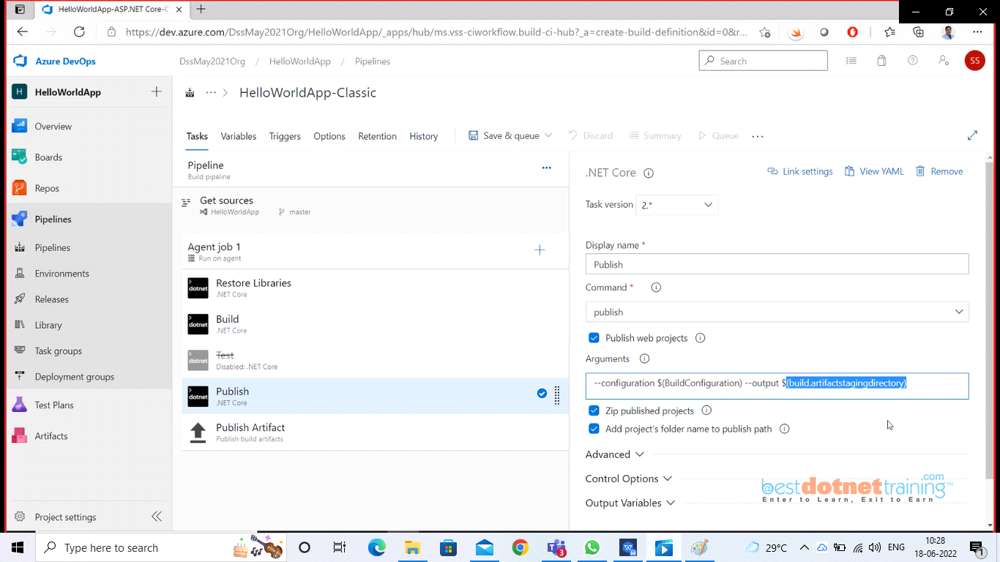 HelloWorldApp-ASP.NET Core-C
https://dev.azure.com/DssMay2021Org/HelloWorldApp/_apps/hub/ms.vss-ciworkflow.build-ci-hub?_a=create-build-definition&id=0&r...
Azure DevOps
DssMay2021Org / HelloWorldApp / Pipelines
Search
SS
H HelloWorldApp
HelloWorldApp-Classic
Overview
Boards
Repos
Pipelines
Pipelines
Environments
Releases
Library
Task groups
Deployment groups
Test Plans
Artifacts
Project settings
Tasks Variables Triggers Options Retention History Save & queue Discard Summary Queue ...
Pipeline
Build pipeline
Get sources
HelloWorldApp master
Agent job 1
Run on agent
dotnet Restore Libraries
.NET Core
dotnet Build
.NET Core
dotnet Test
Disabled: .NET Core
dotnet Publish
.NET Core
Publish Artifact
Publish build artifacts
.NET Core
Link settings View YAML Remove
Task version 2.*
Display name *
Publish
Command *
publish
Publish web projects
Arguments
--configuration $(BuildConfiguration) --output $(build.artifactstagingdirectory)
Zip published projects
Add project's folder name to publish path
Advanced
Control Options
Output Variables
@bestdotnettraining.com™
Enter to Learn, Exit to Earn
Type here to search
3
29°C
ENG
10:28
18-06-2022
1